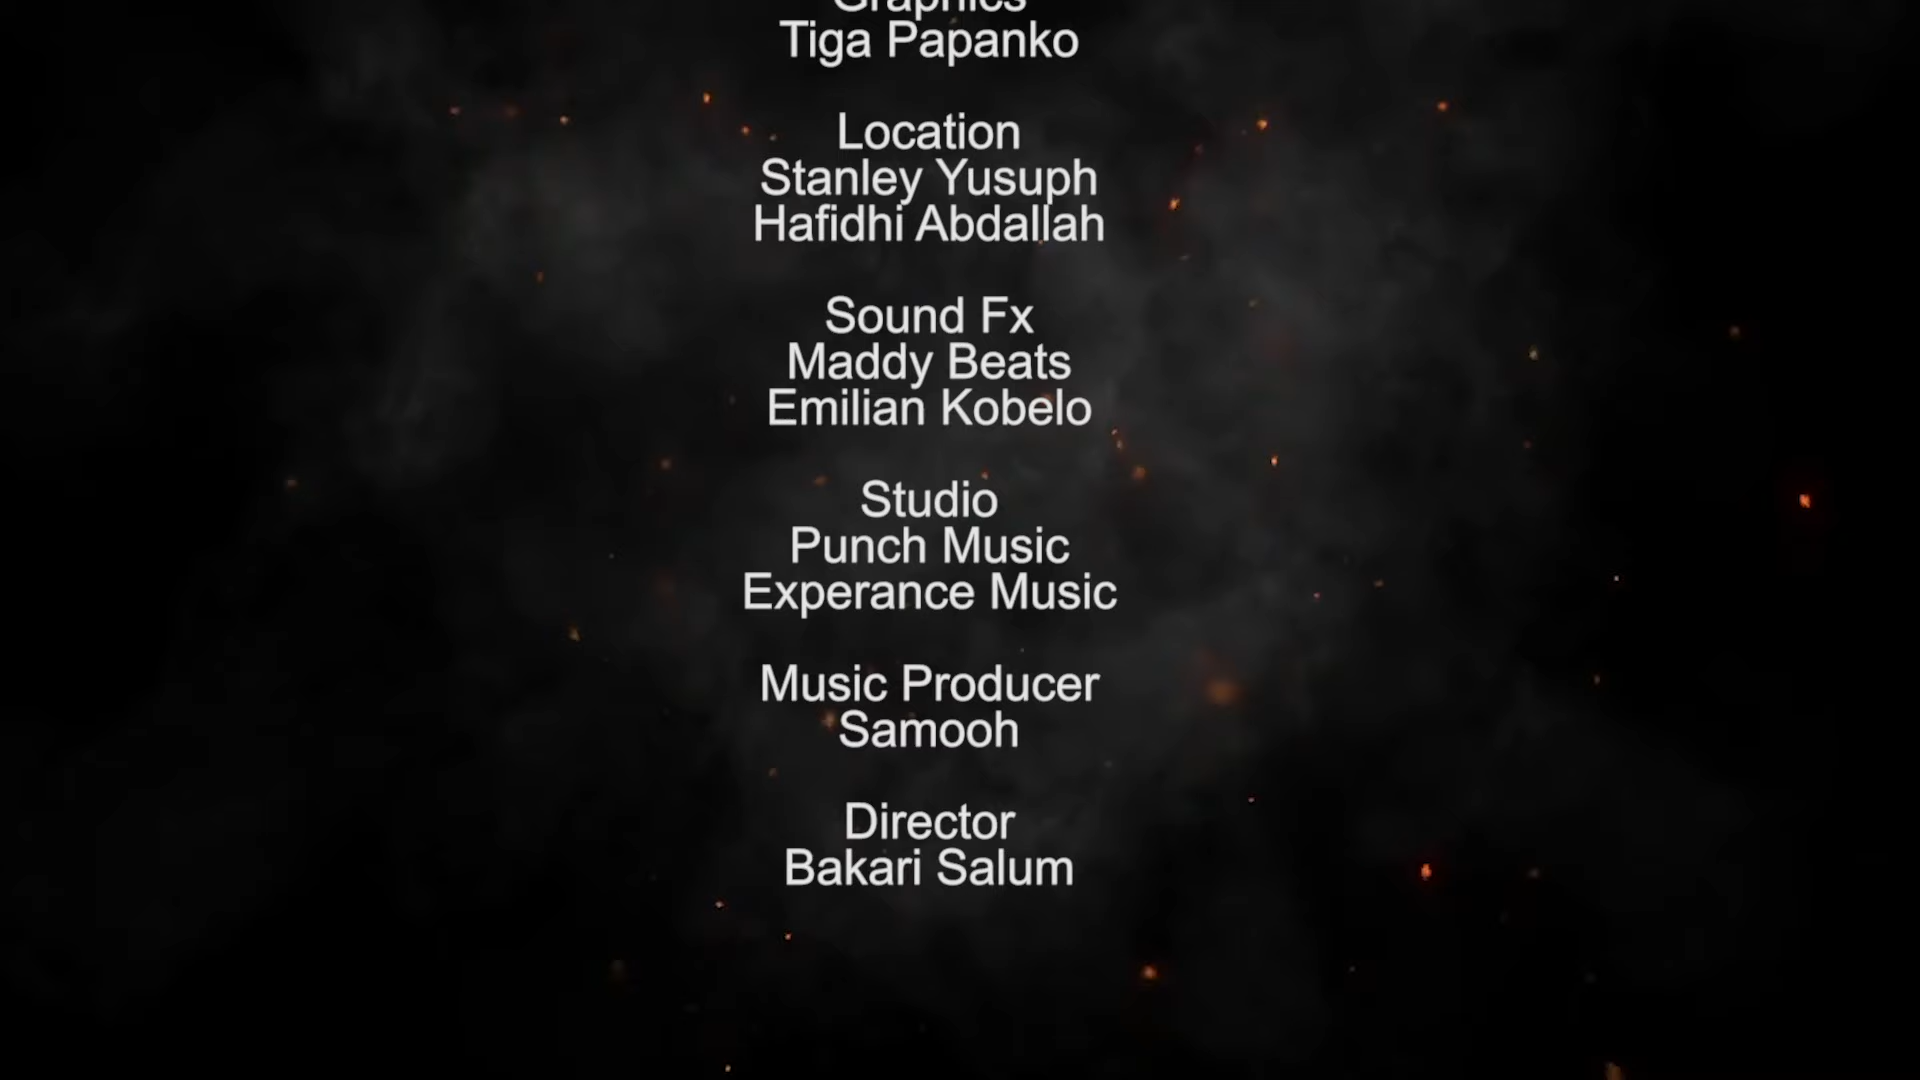 Graphics
Tiga Papanko
Location
Stanley Yusuph
Hafidhi Abdallah
Sound Fx
Maddy Beats
Emilian Kobelo
Studio
Punch Music
Experance Music
Music Producer
Samooh
Director
Bakari Salum